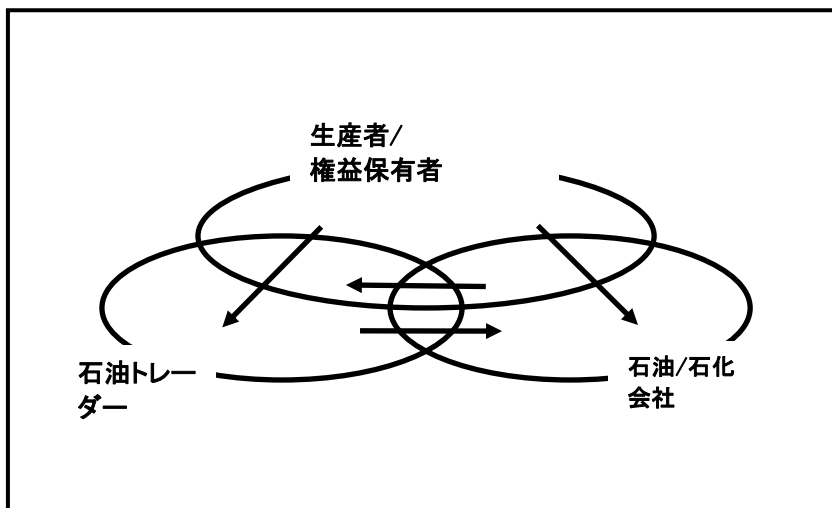 生産者/
権益保有者
石油トレー
ダー
石油/石化
会社